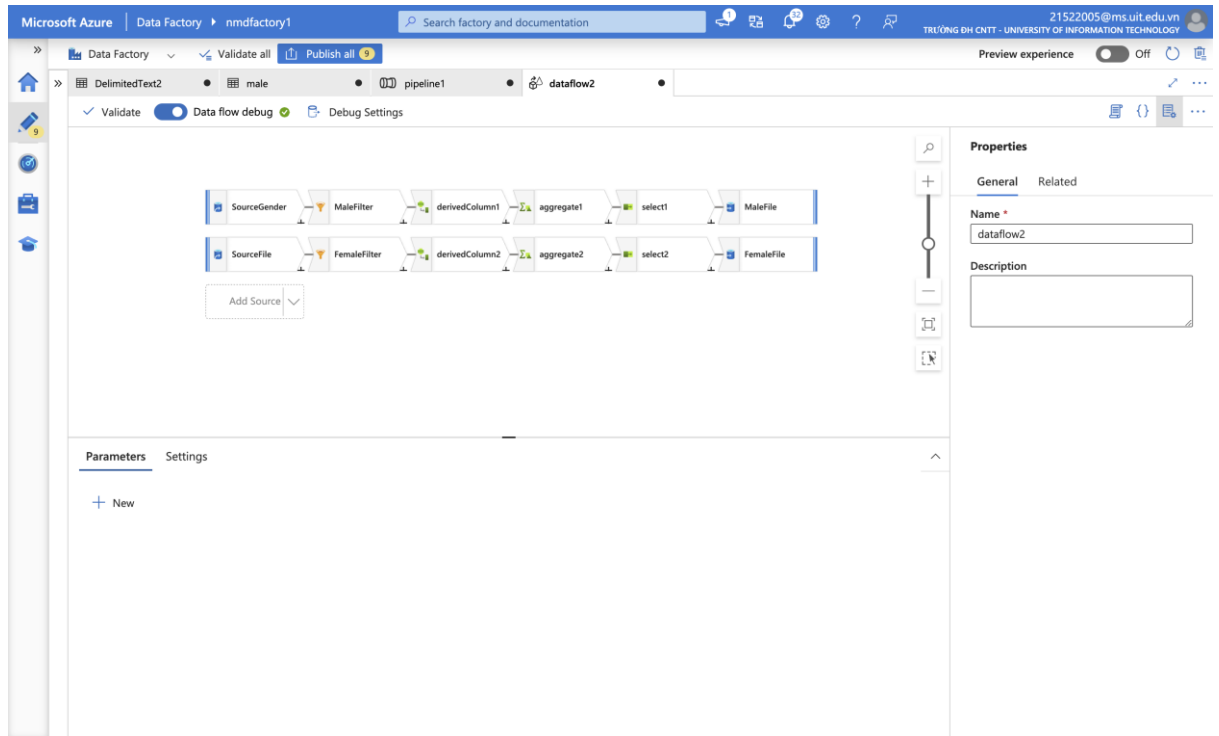 Microsoft Azure Data Factory nmdfactory1 Search factory and documentation 1 32 21522005@ms.uit.edu.vn
TRƯỜNG ĐH CNTT - UNIVERSITY OF INFORMATION TECHNOLOGY
Data Factory Validate all Publish all 9 Preview experience Off
DelimitedText2 male pipeline1 dataflow2
Validate Data flow debug Debug Settings
9
Properties
General Related
SourceGender MaleFilter derivedColumn1 aggregate1 select1 MaleFile
Name *
dataflow2
SourceFile FemaleFilter derivedColumn2 aggregate2 select2 FemaleFile
Description
Add Source
Parameters Settings
New